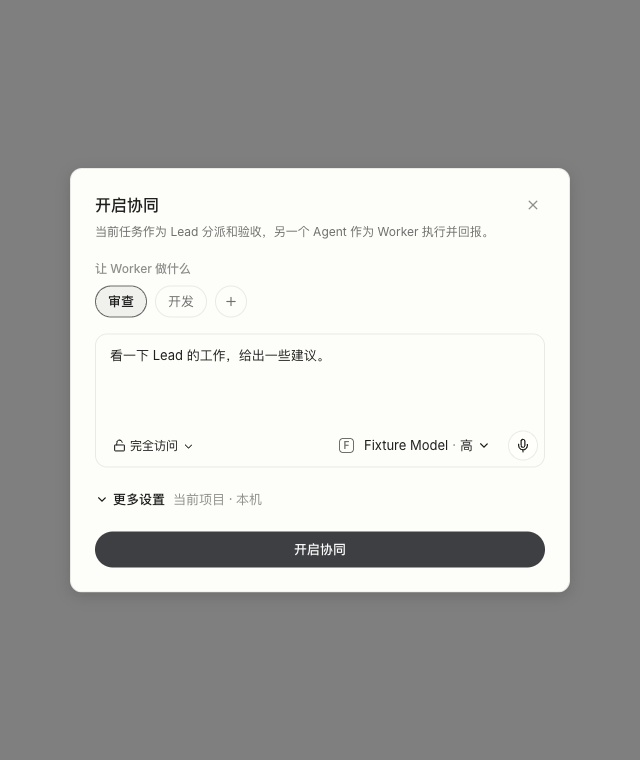 开启协同
当前任务作为 Lead 分派和验收，另一个 Agent 作为 Worker 执行并回报。
让 Worker 做什么
审查 开发 +
看一下 Lead 的工作，给出一些建议。
完全访问 F Fixture Model · 高
更多设置 当前项目 · 本机
开启协同